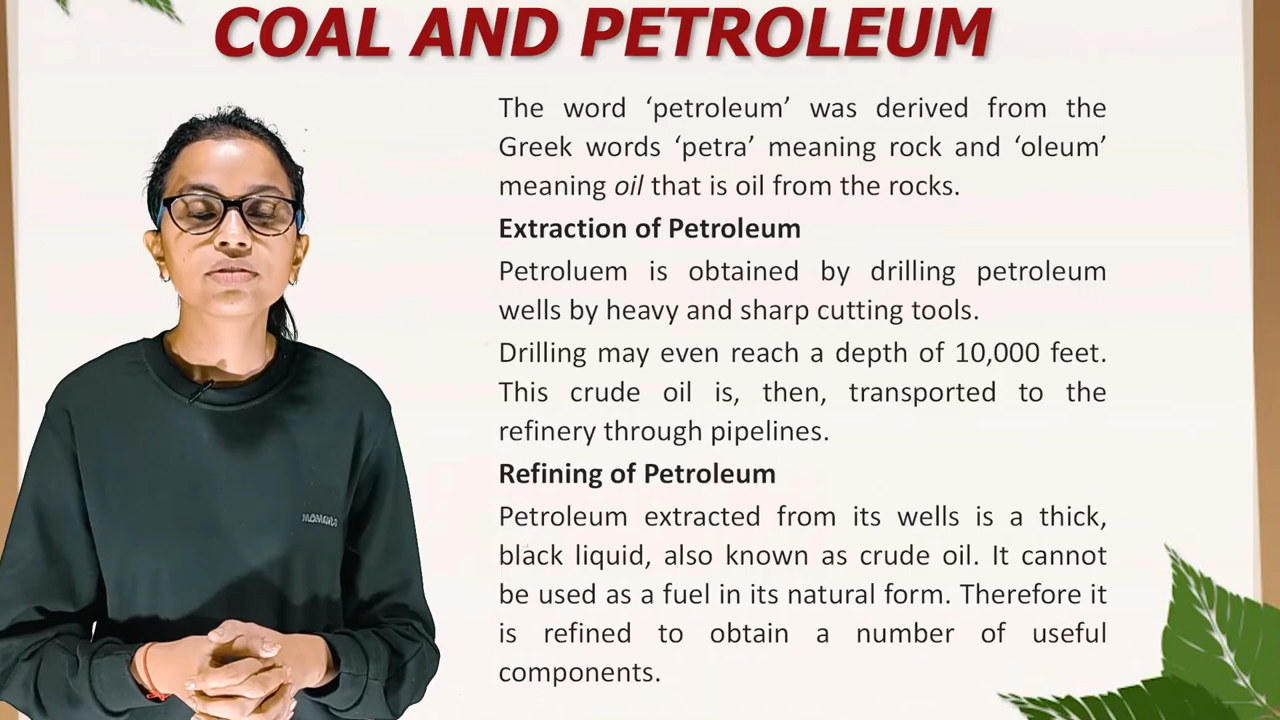 COAL AND PETROLEUM
The word ‘petroleum’ was derived from the
Greek words ‘petra’ meaning rock and ‘oleum’
meaning oil that is oil from the rocks.
Extraction of Petroleum
Petroluem is obtained by drilling petroleum
wells by heavy and sharp cutting tools.
Drilling may even reach a depth of 10,000 feet.
This crude oil is, then, transported to the
refinery through pipelines.
Refining of Petroleum
Petroleum extracted from its wells is a thick,
black liquid, also known as crude oil. It cannot
be used as a fuel in its natural form. Therefore it
is refined to obtain a number of useful
components.